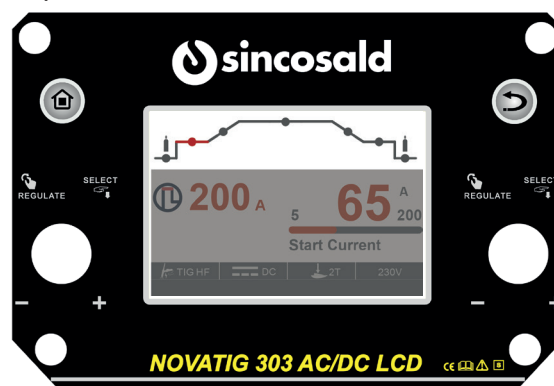 sincosald
SELECT
REGULATE
SELECT
REGULATE
200 A
65 A
5 200
Start Current
TIG HF DC 2T 230V
- +
- +
NOVATIG 303 AC/DC LCD CE